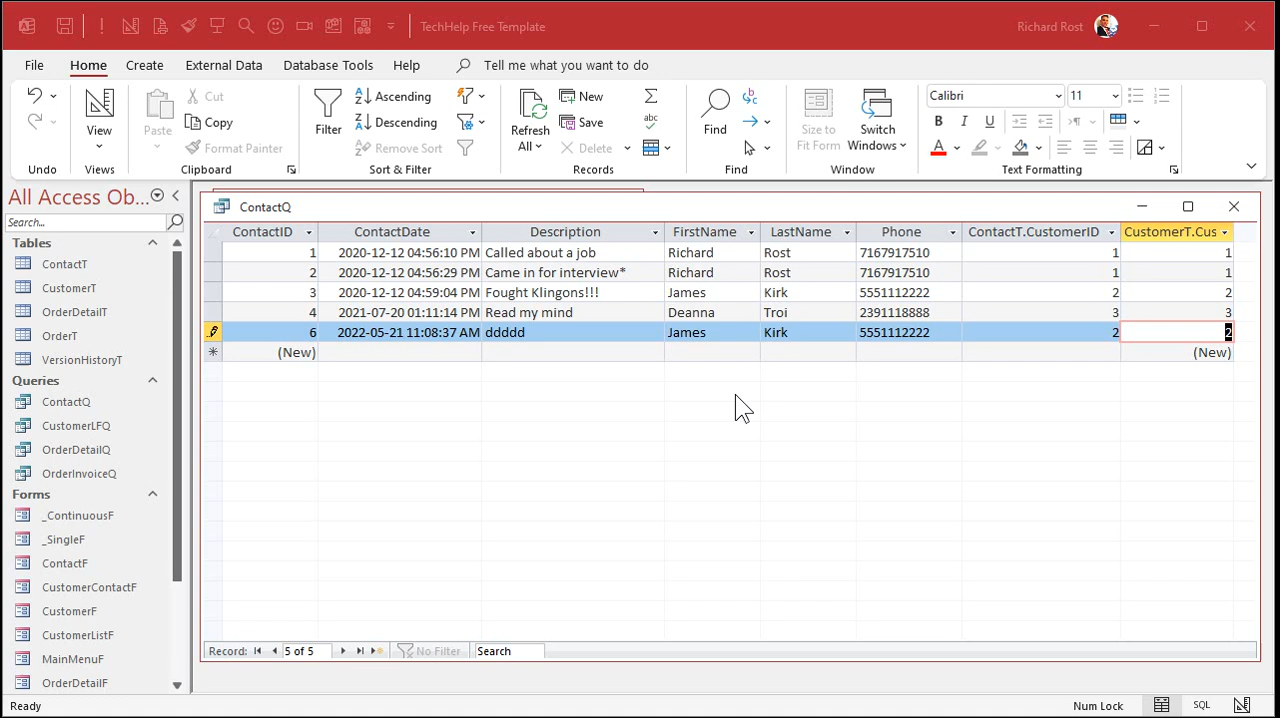 TechHelp Free Template
Richard Rost
File Home Create External Data Database Tools Help Tell me what you want to do
Undo
View
Views
Paste
Cut
Copy
Format Painter
Clipboard
Filter
Ascending
Descending
Remove Sort
Sort & Filter
Refresh
All
New
Save
Delete
Records
Find
Find
Size to
Fit Form
Switch
Windows
Window
Calibri 11
B I U
Text Formatting
All Access Ob...
Search...
Tables
ContactT
CustomerT
OrderDetailT
OrderT
VersionHistoryT
Queries
ContactQ
CustomerLFQ
OrderDetailQ
OrderInvoiceQ
Forms
_ContinuousF
_SingleF
ContactF
CustomerContactF
CustomerF
CustomerListF
MainMenuF
OrderDetailF
ContactQ
ContactID ContactDate Description FirstName LastName Phone ContactT.CustomerID CustomerT.Cus
1 2020-12-12 04:56:10 PM Called about a job Richard Rost 7167917510 1 1
2 2020-12-12 04:56:29 PM Came in for interview* Richard Rost 7167917510 1 1
3 2020-12-12 04:59:04 PM Fought Klingons!!! James Kirk 5551112222 2 2
4 2021-07-20 01:11:14 PM Read my mind Deanna Troi 2391118888 3 3
6 2022-05-21 11:08:37 AM ddddd James Kirk 5551112222 2 2
(New) (New)
Record: 5 of 5 No Filter Search
Ready
Num Lock
SQL